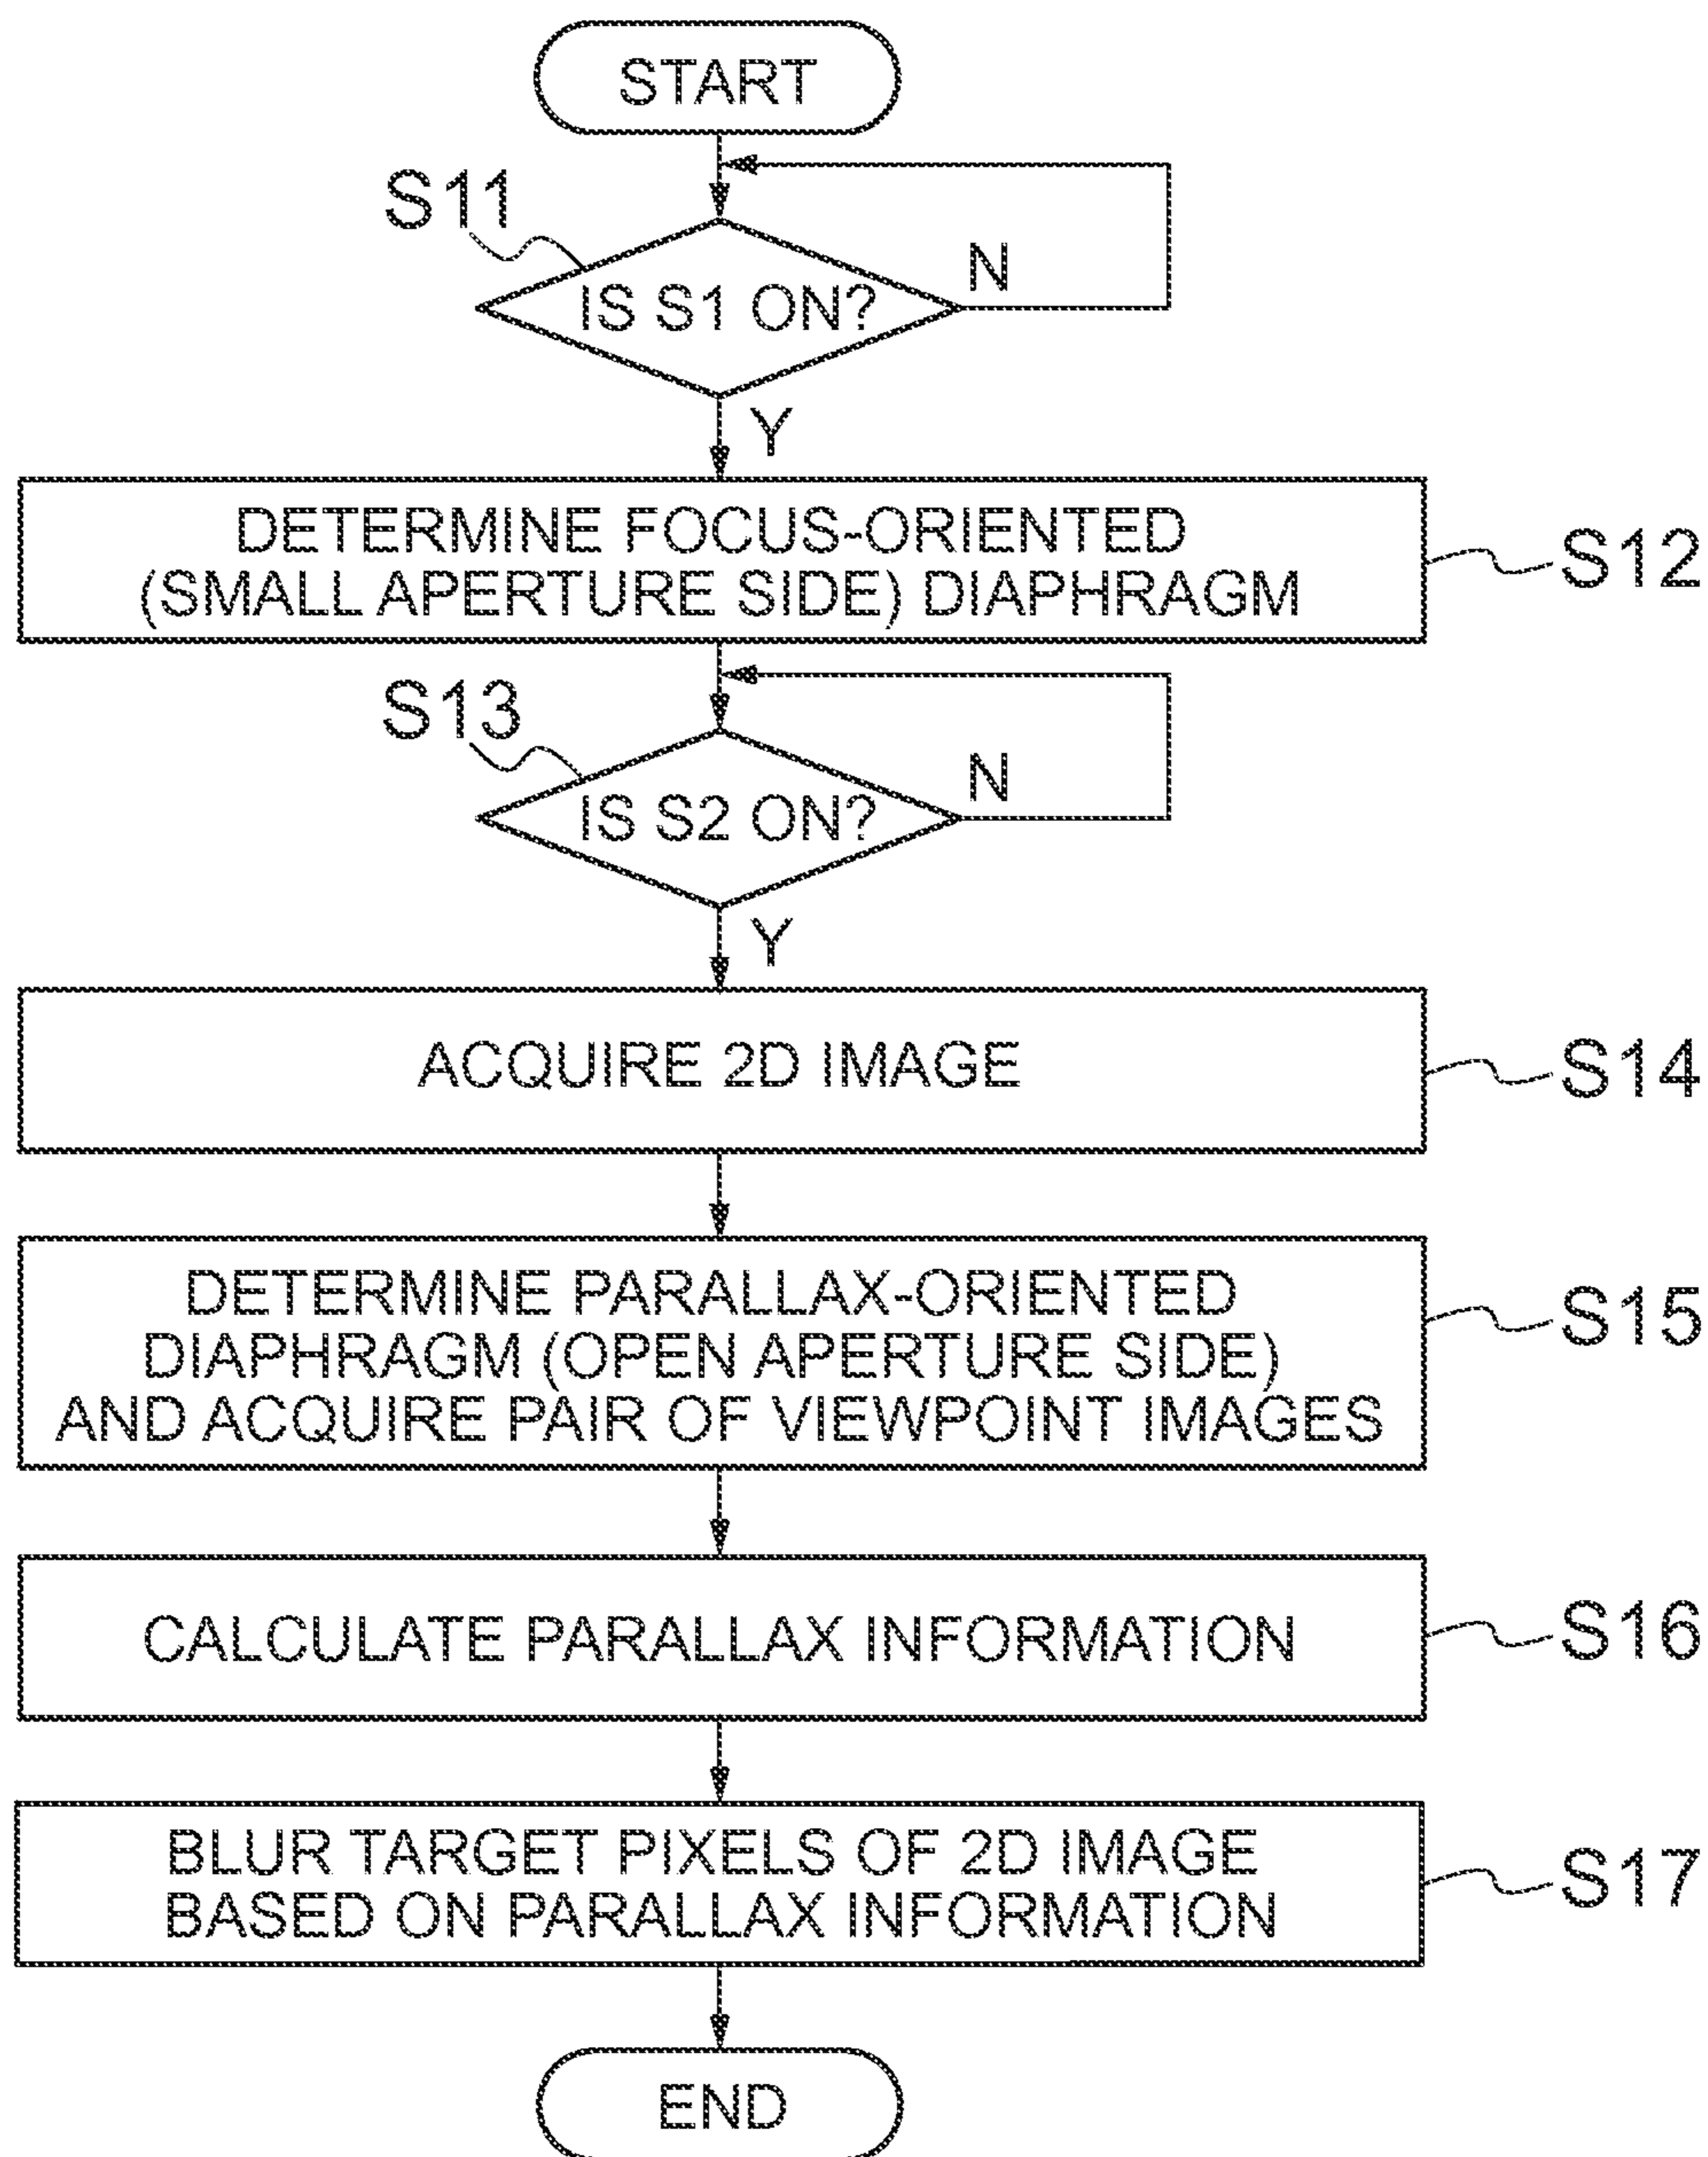 START
S11
IS S1 ON?
N
Y
DETERMINE FOCUS-ORIENTED
(SMALL APERTURE SIDE) DIAPHRAGM
S12
S13
IS S2 ON?
N
Y
ACQUIRE 2D IMAGE
S14
DETERMINE PARALLAX-ORIENTED
DIAPHRAGM (OPEN APERTURE SIDE)
AND ACQUIRE PAIR OF VIEWPOINT IMAGES
S15
CALCULATE PARALLAX INFORMATION
S16
BLUR TARGET PIXELS OF 2D IMAGE
BASED ON PARALLAX INFORMATION
S17
END